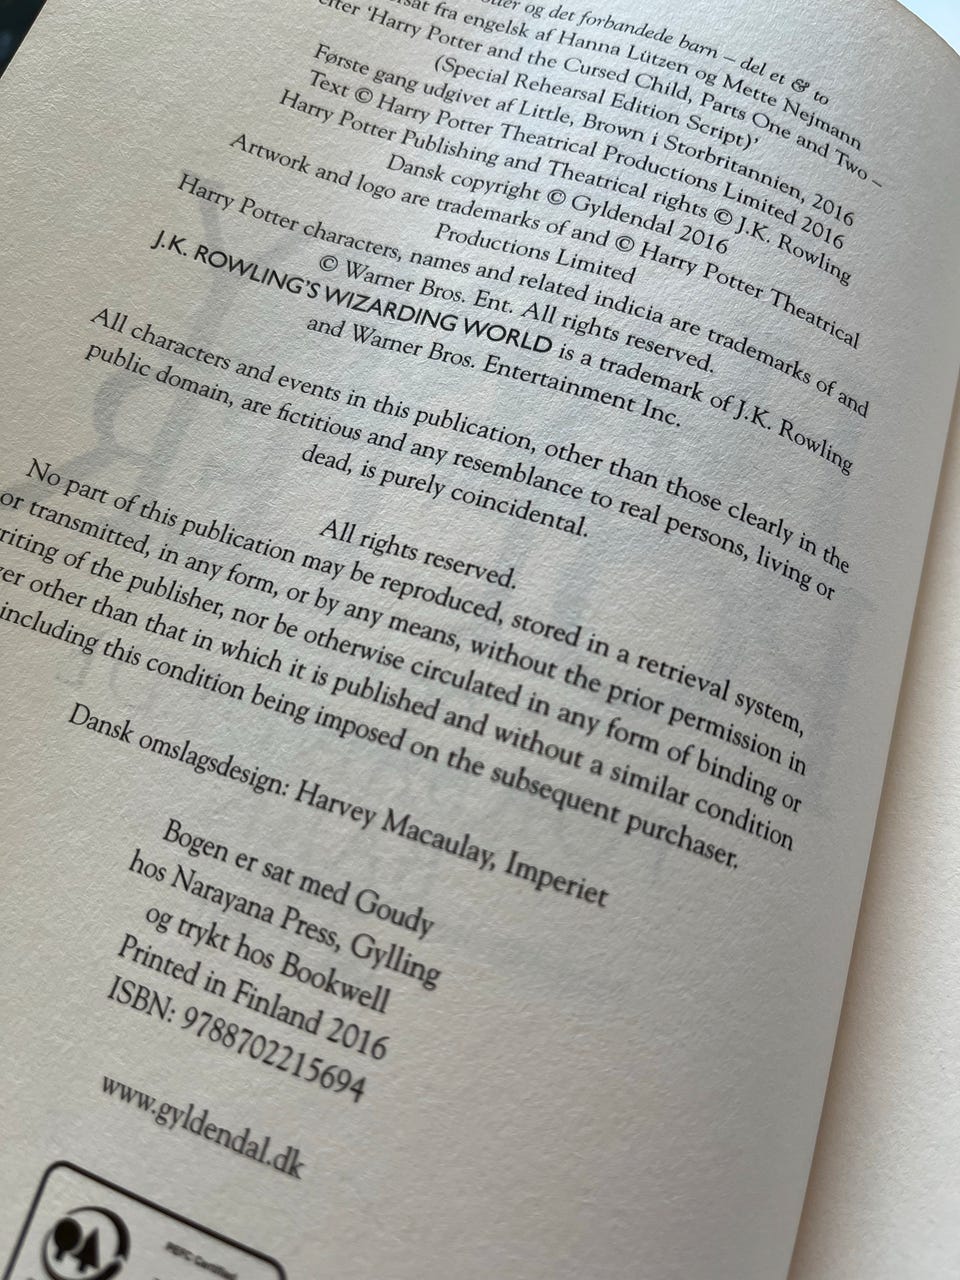 og det forbandede barn – del et & to
fra engelsk af Hanna Lützen og Mette Nejmann
efter 'Harry Potter and the Cursed Child, Parts One and Two –
(Special Rehearsal Edition Script)'
Første gang udgivet af Little, Brown i Storbritannien, 2016
Text © Harry Potter Theatrical Productions Limited 2016
Harry Potter Publishing and Theatrical rights © J.K. Rowling
Dansk copyright © Gyldendal 2016
Artwork and logo are trademarks of and © Harry Potter Theatrical
Productions Limited
Harry Potter characters, names and related indicia are trademarks of and
© Warner Bros. Ent. All rights reserved.
J.K. ROWLING'S WIZARDING WORLD is a trademark of J.K. Rowling
and Warner Bros. Entertainment Inc.
All characters and events in this publication, other than those clearly in the
public domain, are fictitious and any resemblance to real persons, living or
dead, is purely coincidental.
All rights reserved.
No part of this publication may be reproduced, stored in a retrieval system,
or transmitted, in any form, or by any means, without the prior permission in
riting of the publisher, nor be otherwise circulated in any form of binding or
er other than that in which it is published and without a similar condition
including this condition being imposed on the subsequent purchaser.
Dansk omslagsdesign: Harvey Macaulay, Imperiet
Bogen er sat med Goudy
hos Narayana Press, Gylling
og trykt hos Bookwell
Printed in Finland 2016
ISBN: 9788702215694
www.gyldendal.dk
PEFC Certified